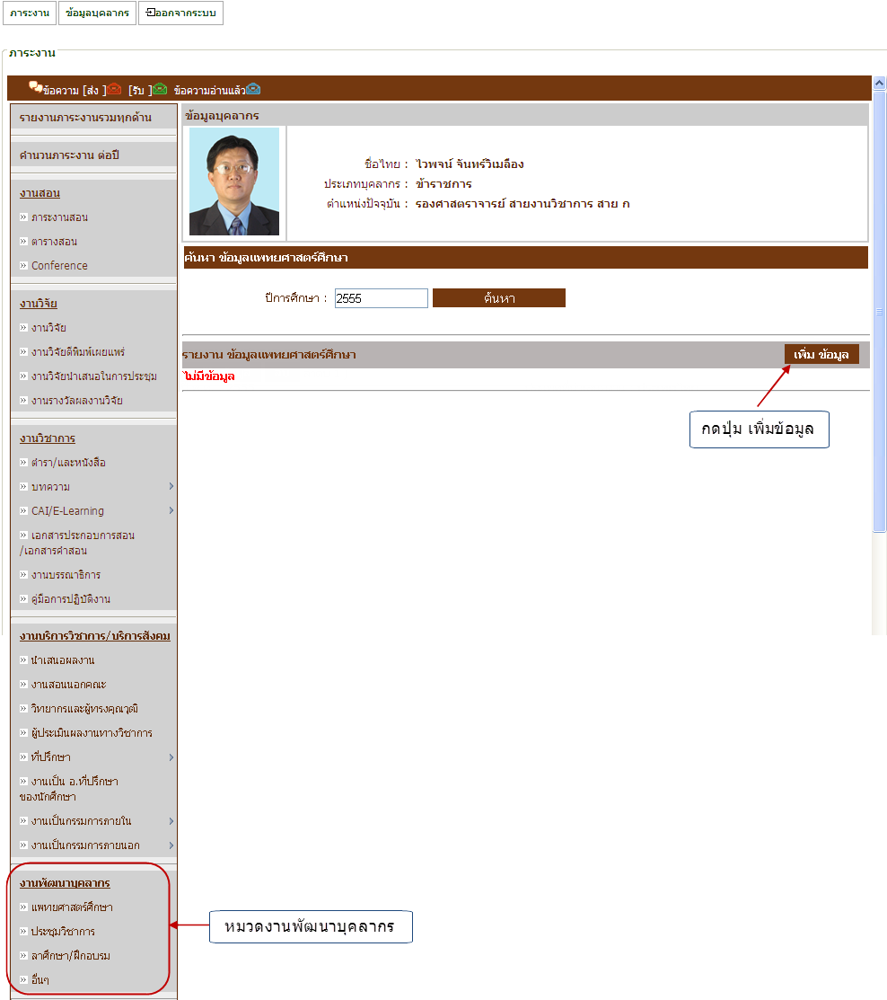 ภาระงาน ข้อมูลบุคลากร ออกจากระบบ
ภาระงาน
ข้อความ [ส่ง ] [รับ ] ข้อความอ่านแล้ว
รายงานภาระงานรวมทุกด้าน
คำนวนภาระงาน ต่อปี
งานสอน
ภาระงานสอน
ตารางสอน
Conference
งานวิจัย
งานวิจัย
งานวิจัยตีพิมพ์เผยแพร่
งานวิจัยนำเสนอในการประชุม
งานรางวัลผลงานวิจัย
งานวิชาการ
ตำรา/และหนังสือ
บทความ
CAI/E-Learning
เอกสารประกอบการสอน
/เอกสารคำสอน
งานบรรณาธิการ
คู่มือการปฏิบัติงาน
งานบริการวิชาการ/บริการสังคม
นำเสนอผลงาน
งานสอนนอกคณะ
วิทยากรและผู้ทรงคุณวุฒิ
ผู้ประเมินผลงานทางวิชาการ
ที่ปรึกษา
งานเป็น อ.ที่ปรึกษา
ของนักศึกษา
งานเป็นกรรมการภายใน
งานเป็นกรรมการภายนอก
งานพัฒนาบุคลากร
แพทยศาสตร์ศึกษา
ประชุมวิชาการ
ลาศึกษา/ฝึกอบรม
อื่นๆ
ข้อมูลบุคลากร
ชื่อไทย : ไวพจน์ จันทร์วิเมลือง
ประเภทบุคลากร : ข้าราชการ
ตำแหน่งปัจจุบัน : รองศาสตราจารย์ สายงานวิชาการ สาย ก
ค้นหา ข้อมูลแพทยศาสตร์ศึกษา
ปีการศึกษา : 2555 ค้นหา
รายงาน ข้อมูลแพทยศาสตร์ศึกษา เพิ่ม ข้อมูล
ไม่มีข้อมูล
กดปุ่ม เพิ่มข้อมูล
หมวดงานพัฒนาบุคลากร